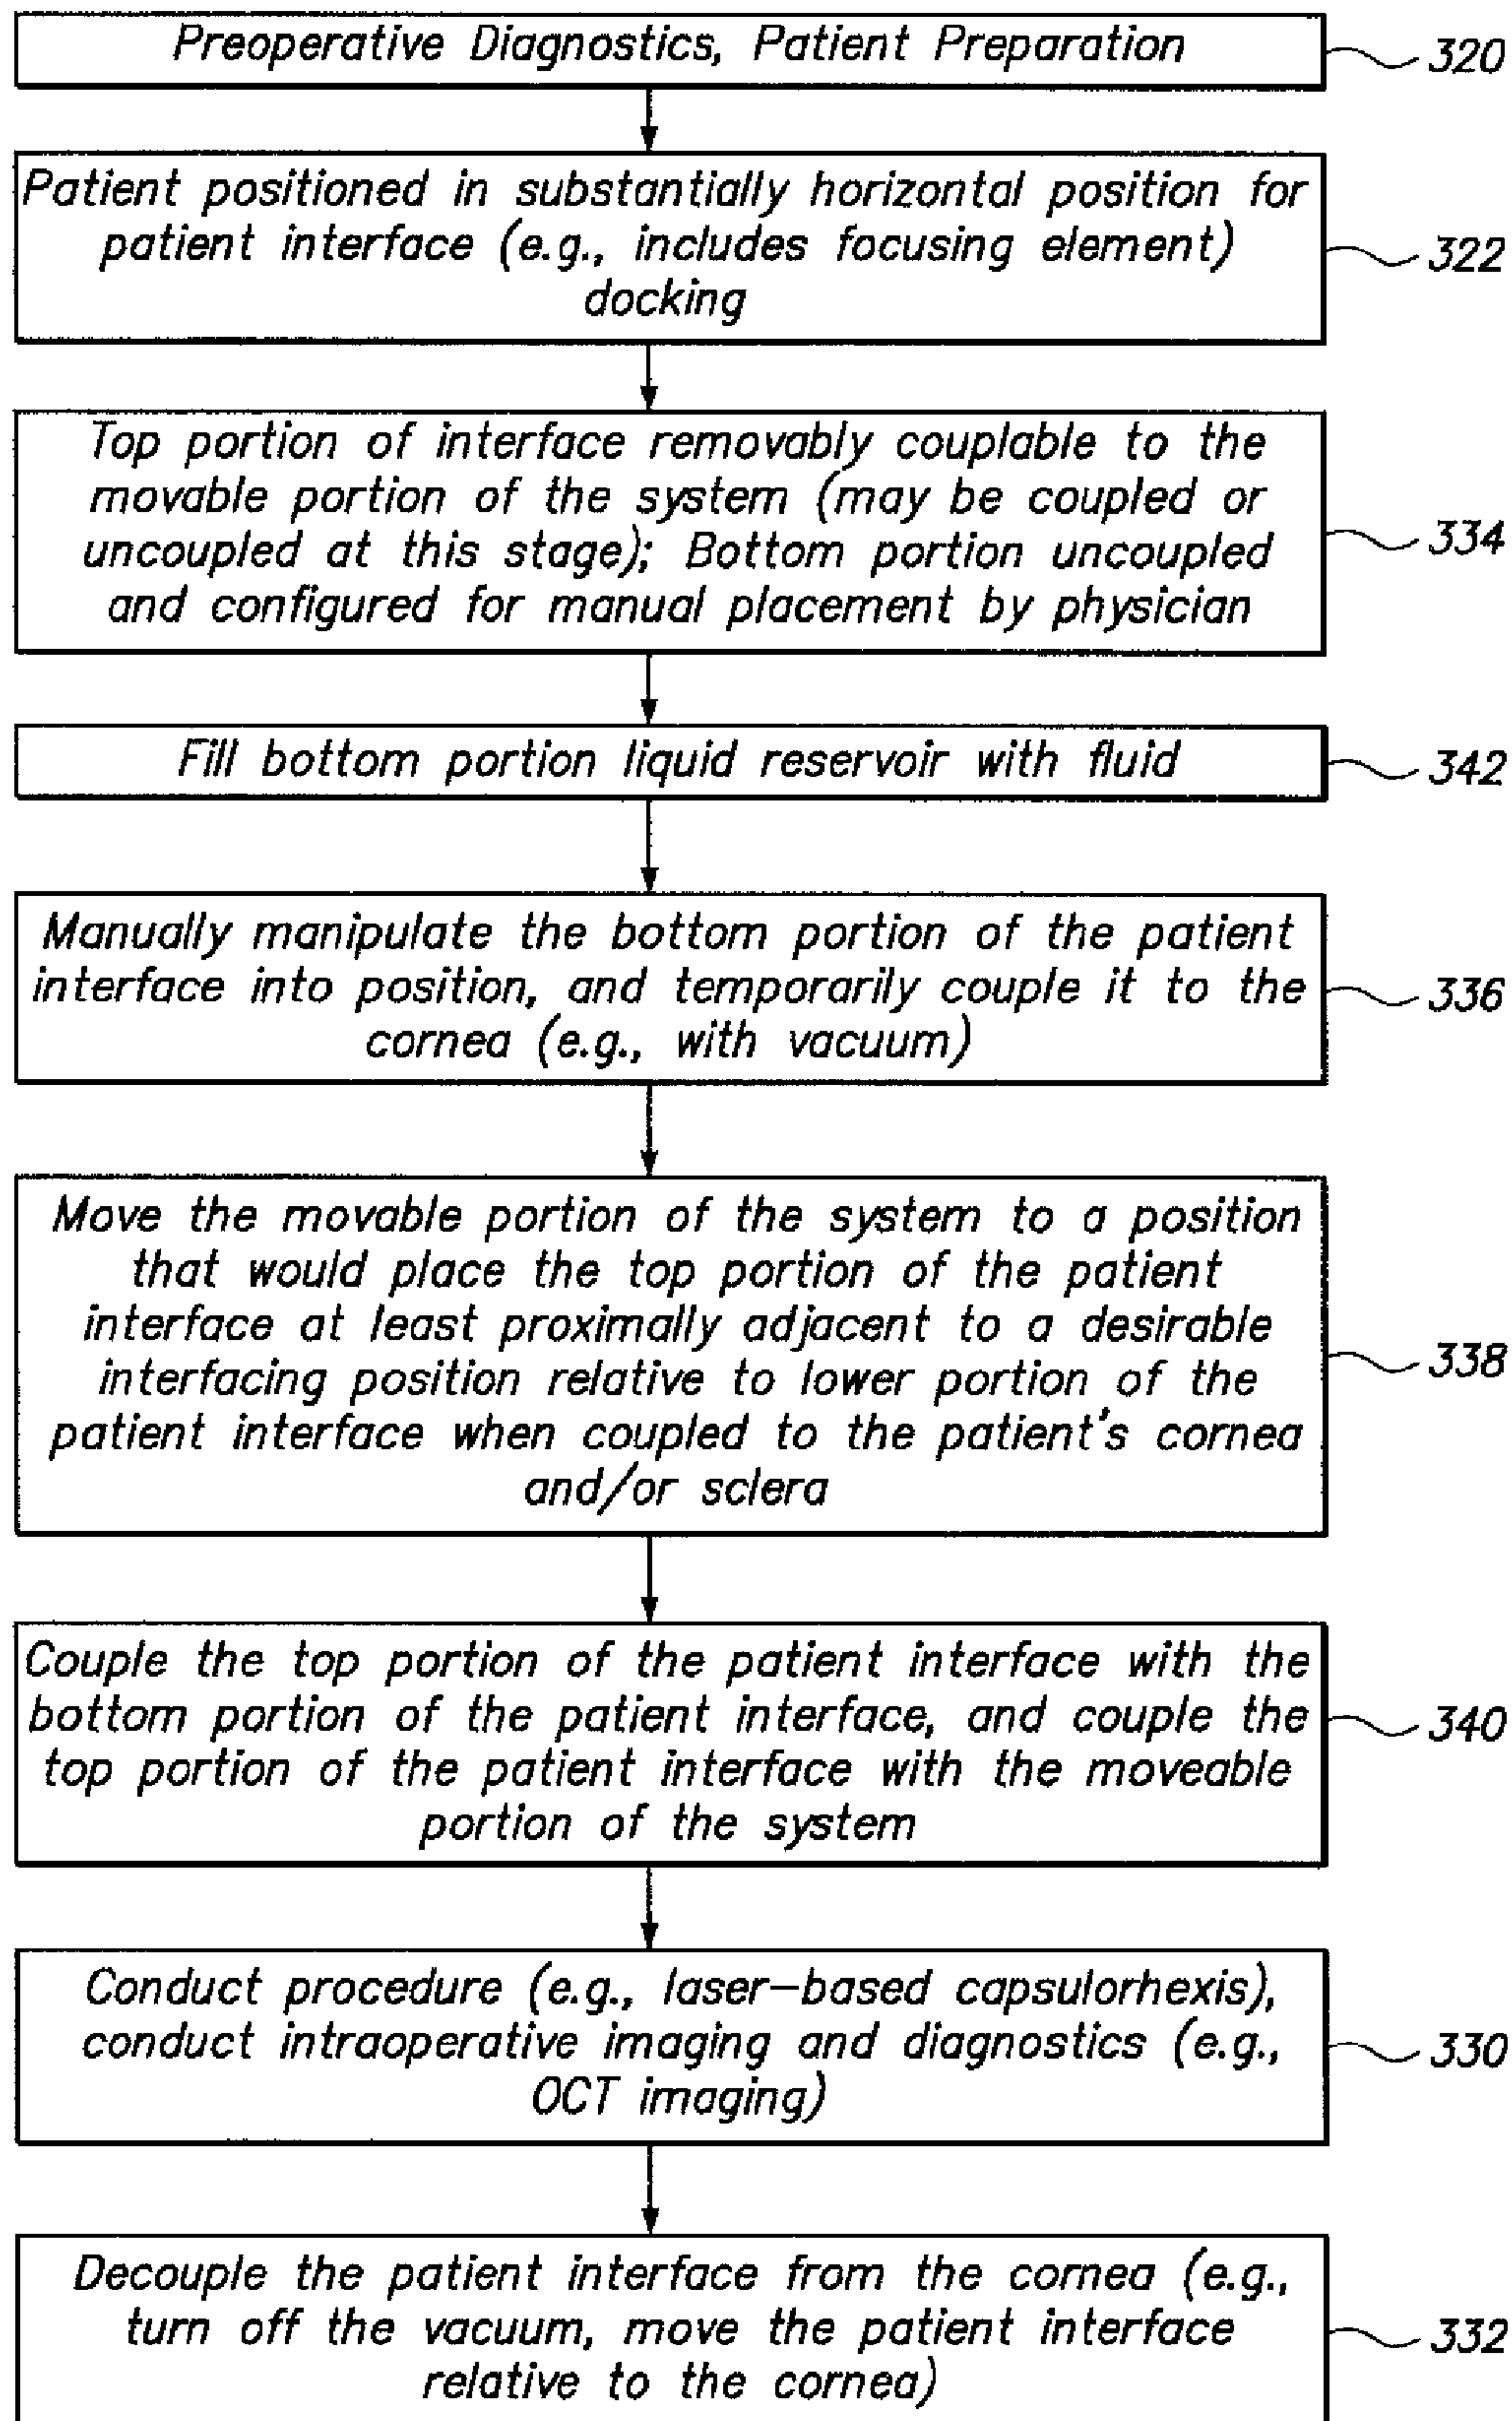 Preoperative Diagnostics, Patient Preparation
320
Patient positioned in substantially horizontal position for
patient interface (e.g., includes focusing element)
docking
322
Top portion of interface removably couplable to the
movable portion of the system (may be coupled or
uncoupled at this stage); Bottom portion uncoupled
and configured for manual placement by physician
334
Fill bottom portion liquid reservoir with fluid
342
Manually manipulate the bottom portion of the patient
interface into position, and temporarily couple it to the
cornea (e.g., with vacuum)
336
Move the movable portion of the system to a position
that would place the top portion of the patient
interface at least proximally adjacent to a desirable
interfacing position relative to lower portion of the
patient interface when coupled to the patient's cornea
and/or sclera
338
Couple the top portion of the patient interface with the
bottom portion of the patient interface, and couple the
top portion of the patient interface with the moveable
portion of the system
340
Conduct procedure (e.g., laser-based capsulorhexis),
conduct intraoperative imaging and diagnostics (e.g.,
OCT imaging)
330
Decouple the patient interface from the cornea (e.g.,
turn off the vacuum, move the patient interface
relative to the cornea)
332